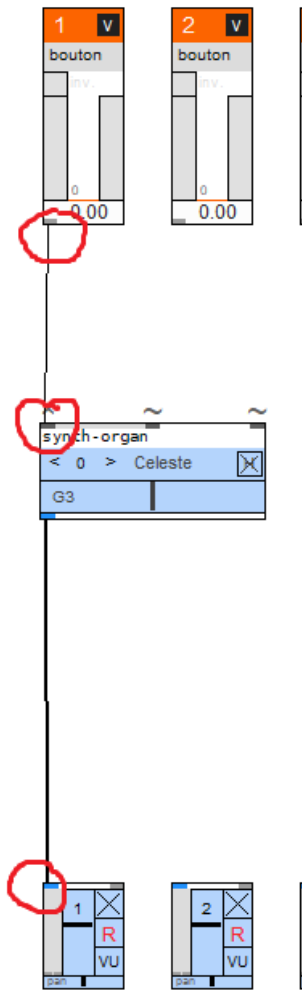 1 V 2 V
bouton bouton
inv. inv.
0 0
0.00 0.00
~ ~ ~
synth-organ
< 0 > Celeste
G3
1 2
R R
VU VU
pan pan